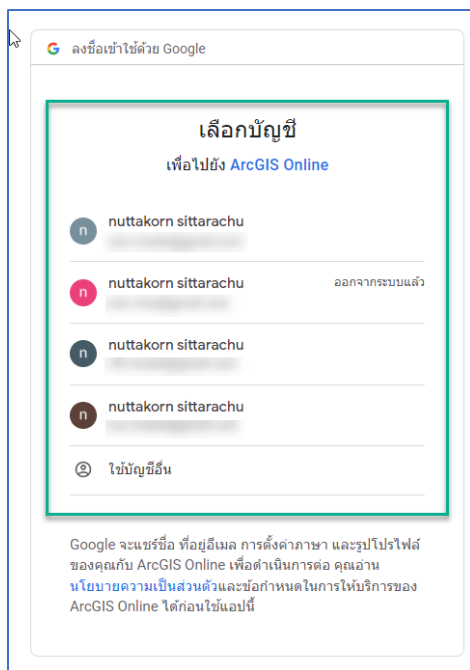 ลงชื่อเข้าใช้ด้วย Google
เลือกบัญชี
เพื่อไปยัง ArcGIS Online
n nuttakorn sittarachu
n nuttakorn sittarachu ออกจากระบบแล้ว
n nuttakorn sittarachu
n nuttakorn sittarachu
ใช้บัญชีอื่น
Google จะแชร์ชื่อ ที่อยู่อีเมล การตั้งค่าภาษา และรูปโปรไฟล์
ของคุณกับ ArcGIS Online เพื่อดำเนินการต่อ คุณอ่าน
นโยบายความเป็นส่วนตัวและข้อกำหนดในการให้บริการของ
ArcGIS Online ได้ก่อนใช้แอปนี้